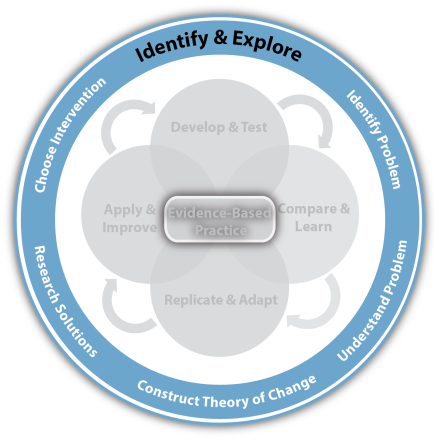 Identify & Explore
Identify Problem
Understand Problem
Construct Theory of Change
Research Solutions
Choose Intervention
Develop & Test
Compare &
Learn
Replicate & Adapt
Apply &
Improve
Evidence-Based
Practice